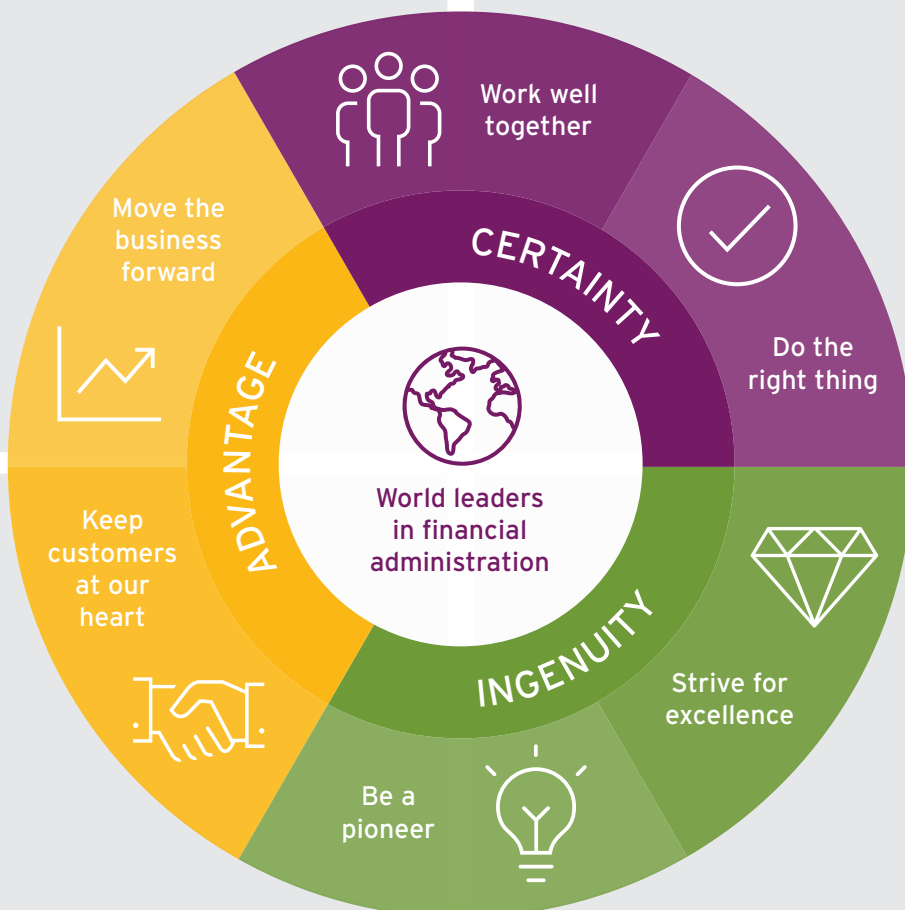 Work well
together
Do the
right thing
Strive for
excellence
Be a
pioneer
Keep
customers
at our
heart
Move the
business
forward
CERTAINTY
INGENUITY
ADVANTAGE
World leaders
in financial
administration